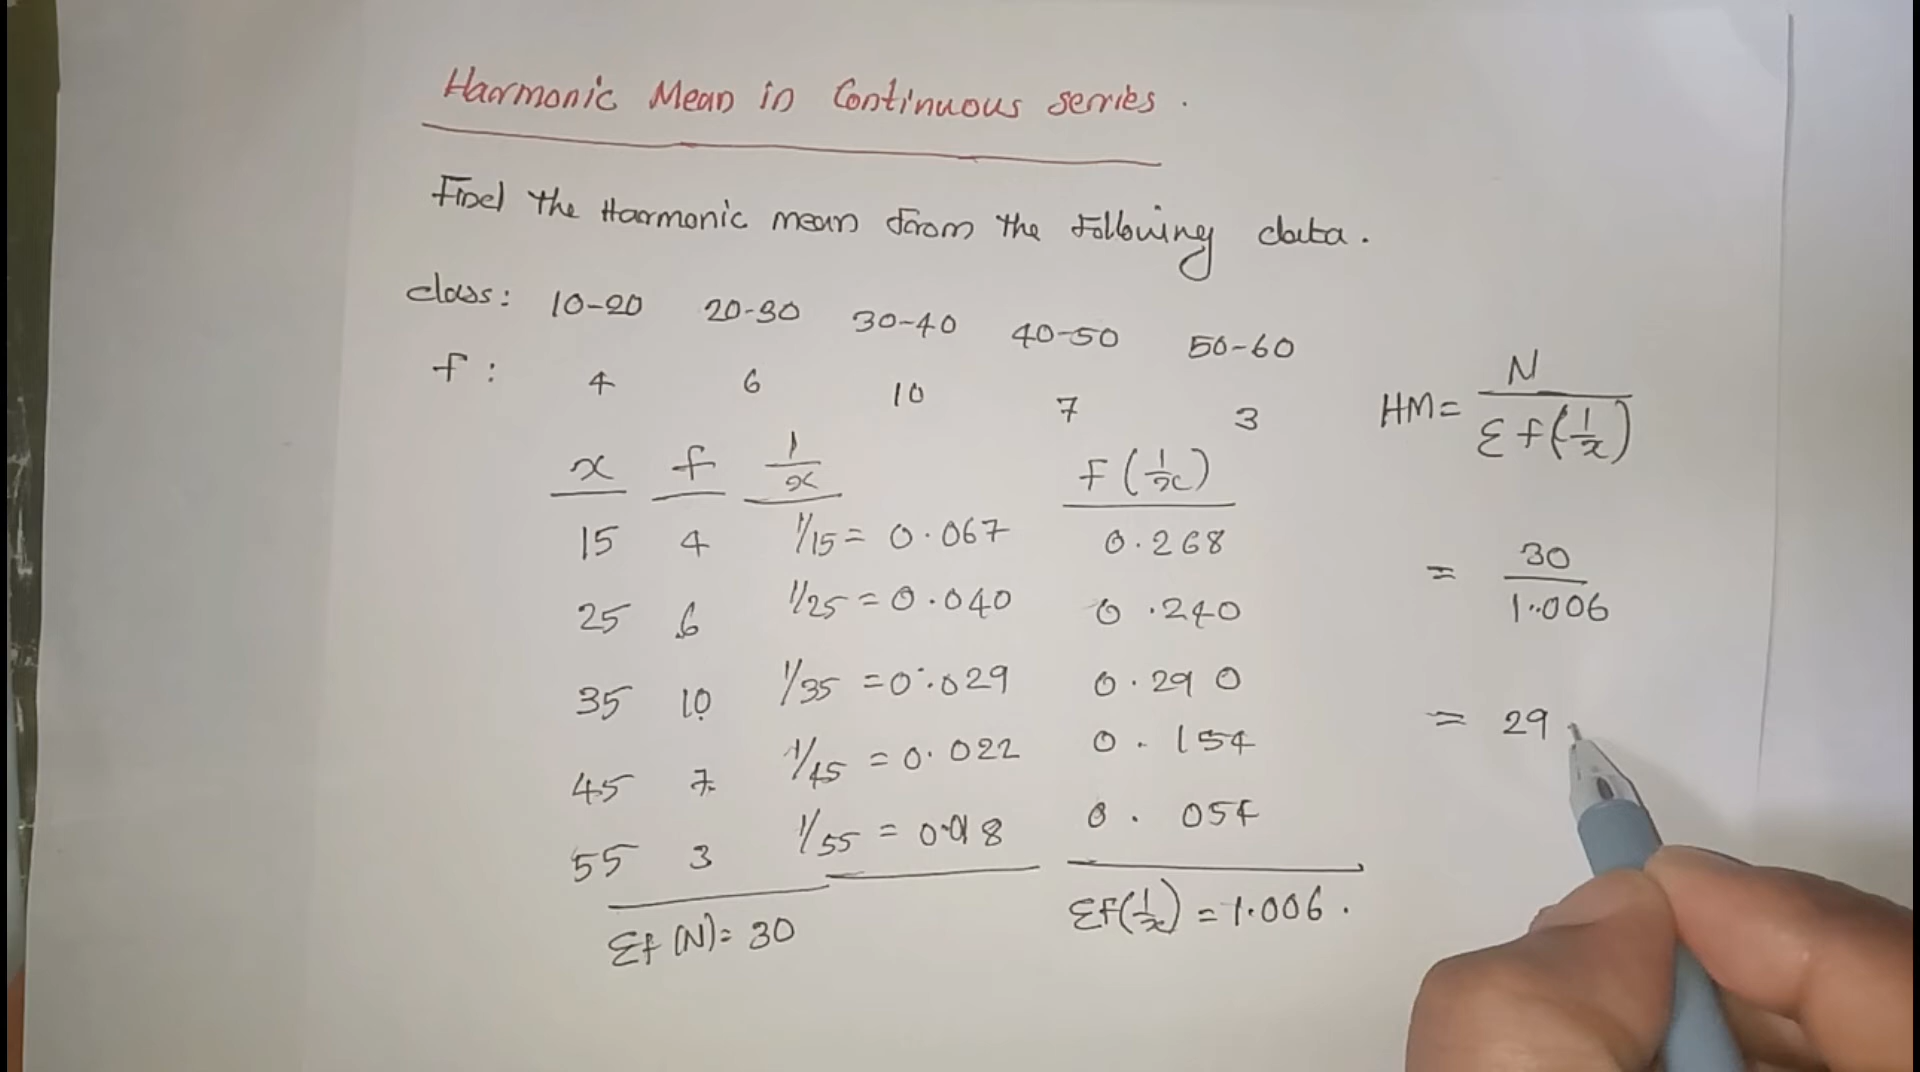 Harmonic Mean in Continuous series.
Find the Harmonic mean from the following data.
class: 10-20 20-30 30-40 40-50 50-60
f: 4 6 10 7 3
HM = N / Σf(1/x)
x f 1/x F(1/x)
15 4 1/15 = 0.067 0.268
= 30 / 1.006
25 6 1/25 = 0.040 0.240
35 10 1/35 = 0.029 0.290
= 29
45 7 1/45 = 0.022 0.154
55 3 1/55 = 0.018 0.054
Σf (N) = 30 Σf(1/x) = 1.006.